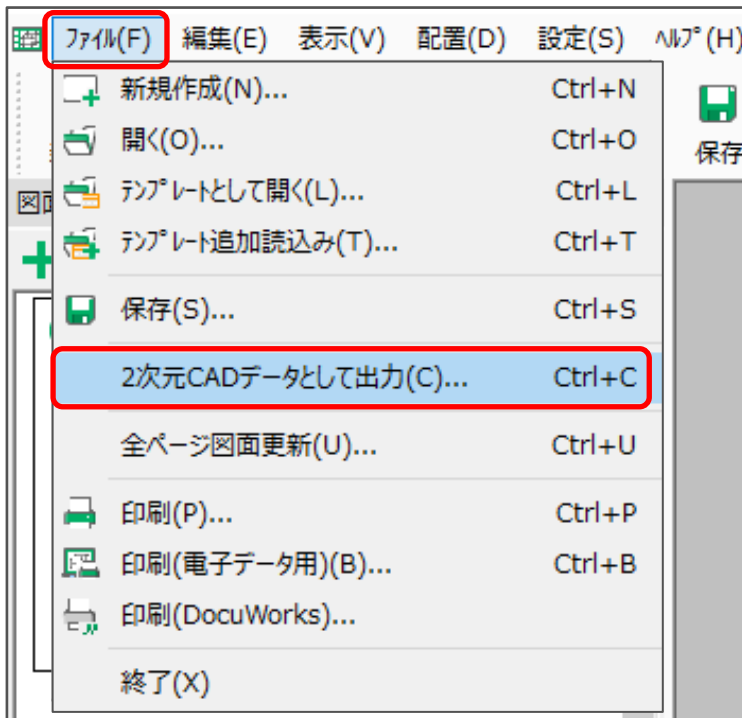 ﾌｧｲﾙ(F) 編集(E) 表示(V) 配置(D) 設定(S) ﾍﾙﾌﾟ(H)
新規作成(N)... Ctrl+N
開く(O)... Ctrl+O
保存
ﾃﾝﾌﾟﾚｰﾄとして開く(L)... Ctrl+L
図面
ﾃﾝﾌﾟﾚｰﾄ追加読込み(T)... Ctrl+T
保存(S)... Ctrl+S
2次元CADデータとして出力(C)... Ctrl+C
全ページ図面更新(U)... Ctrl+U
印刷(P)... Ctrl+P
印刷(電子データ用)(B)... Ctrl+B
印刷(DocuWorks)...
終了(X)